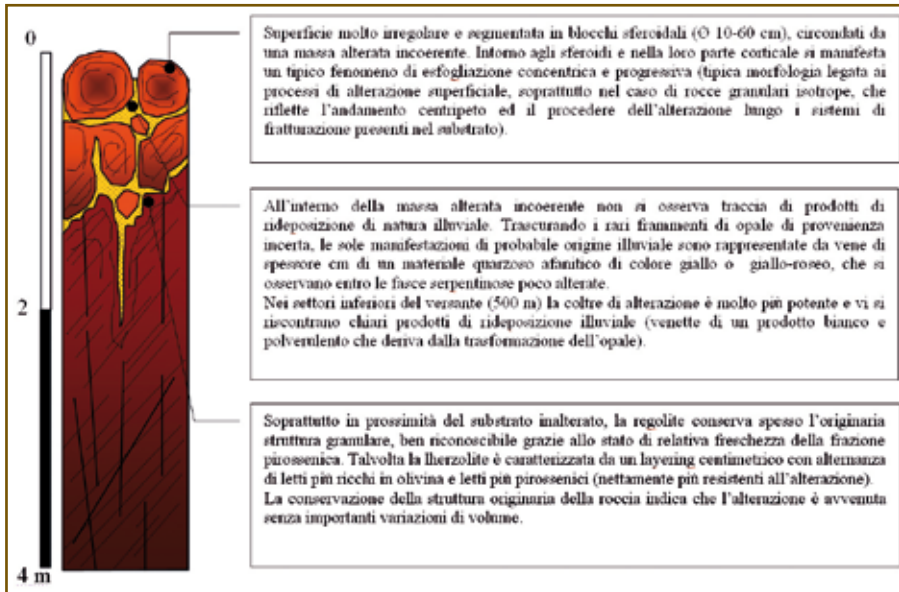 0
Superficie molto irregolare e segmentata in blocchi sferoidali (O 10-60 cm), circondati da
una massa alterata incoerente. Intorno agli sferoidi e nella loro parte corticale si manifesta
un tipico fenomeno di esfogliazione concentrica e progressiva (tipica morfologia legata ai
processi di alterazione superficiale, soprattutto nel caso di rocce granulari isotrope, che
riflette l'andamento centripeto ed il procedere dell'alterazione lungo i sistemi di
fratturazione presenti nel substrato).
All'interno della massa alterata incoerente non si osserva traccia di prodotti di
rideposizione di natura illuviale. Trascurando i rari frammenti di opale di provenienza
incerta, le sole manifestazioni di probabile origine illuviale sono rappresentate da vene di
spessore cm di un materiale quarzoso afanitico di colore giallo o giallo-roseo, che si
osservano entro le fasce serpentinose poco alterate.
Nei settori inferiori del versante (500 m) la coltre di alterazione è molto più potente e vi si
riscontrano chiari prodotti di rideposizione illuviale (venette di un prodotto bianco e
polverulento che deriva dalla trasformazione dell'opale).
2
Soprattutto in prossimità del substrato inalterato, la regolite conserva spesso l'originaria
struttura granulare, ben riconoscibile grazie allo stato di relativa freschezza della frazione
pirossenica. Talvolta la lherzolite è caratterizzata da un layering centimetrico con alternanza
di letti più ricchi in olivina e letti più pirossenici (nettamente più resistenti all'alterazione).
La conservazione della struttura originaria della roccia indica che l'alterazione è avvenuta
senza importanti variazioni di volume.
4 m